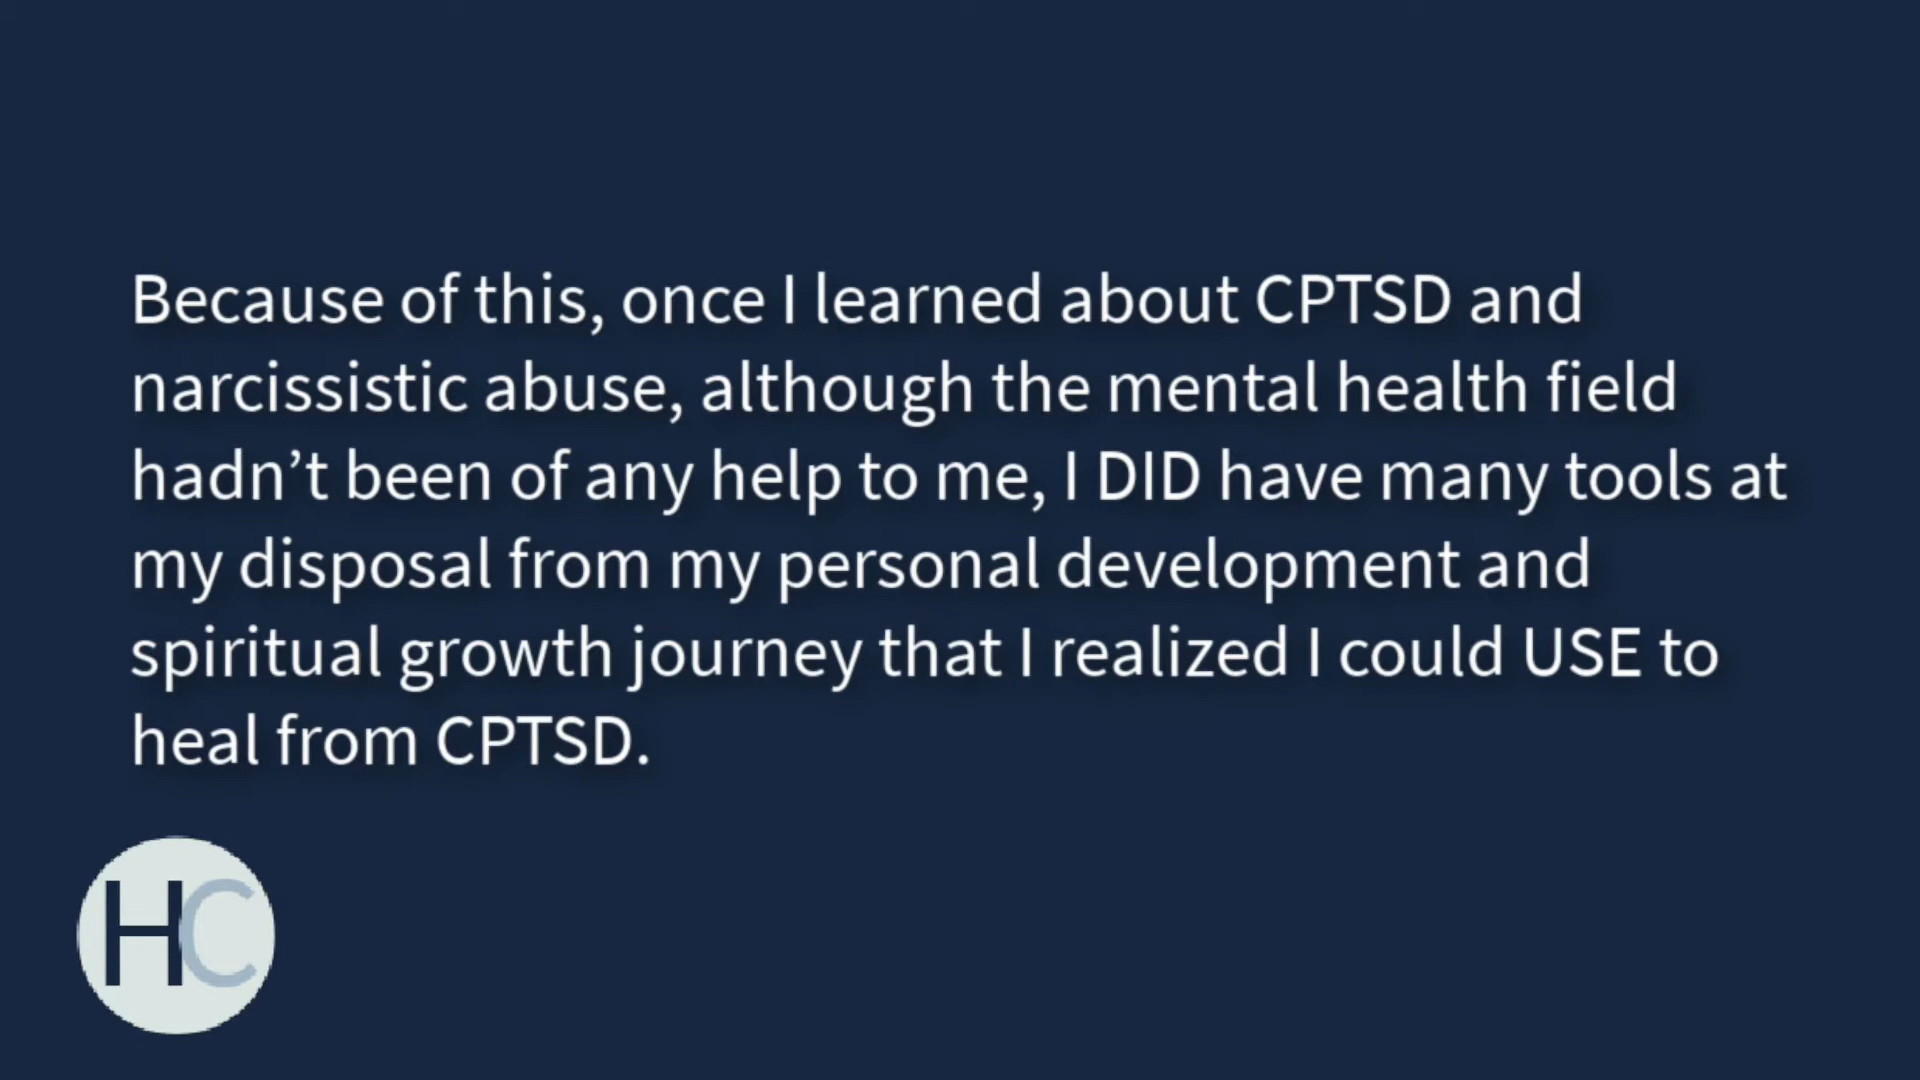 Because of this, once I learned about CPTSD and
narcissistic abuse, although the mental health field
hadn’t been of any help to me, I DID have many tools at
my disposal from my personal development and
spiritual growth journey that I realized I could USE to
heal from CPTSD.
HC